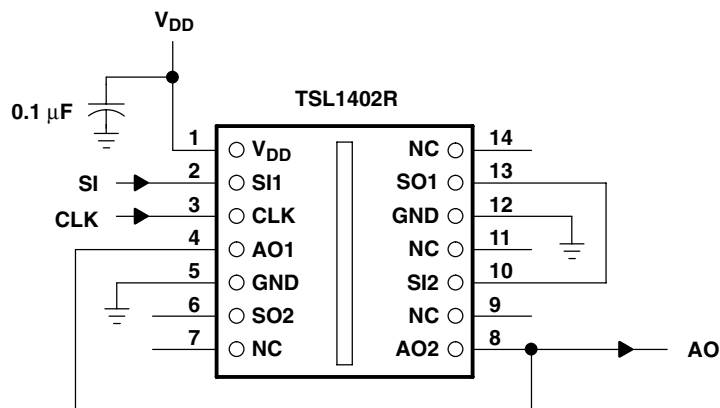 VDD
0.1 μF
TSL1402R
1 VDD NC 14
SI 2 SI1 SO1 13
CLK 3 CLK GND 12
4 AO1 NC 11
5 GND SI2 10
6 SO2 NC 9
7 NC AO2 8 AO